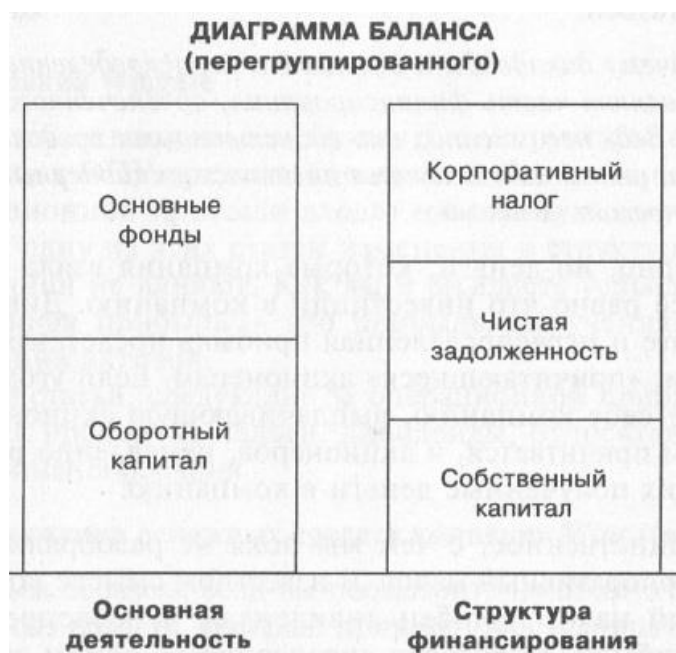 ДИАГРАММА БАЛАНСА
(перегруппированного)
Основные
фонды
Оборотный
капитал
Основная
деятельность
Корпоративный
налог
Чистая
задолженность
Собственный
капитал
Структура
финансирования